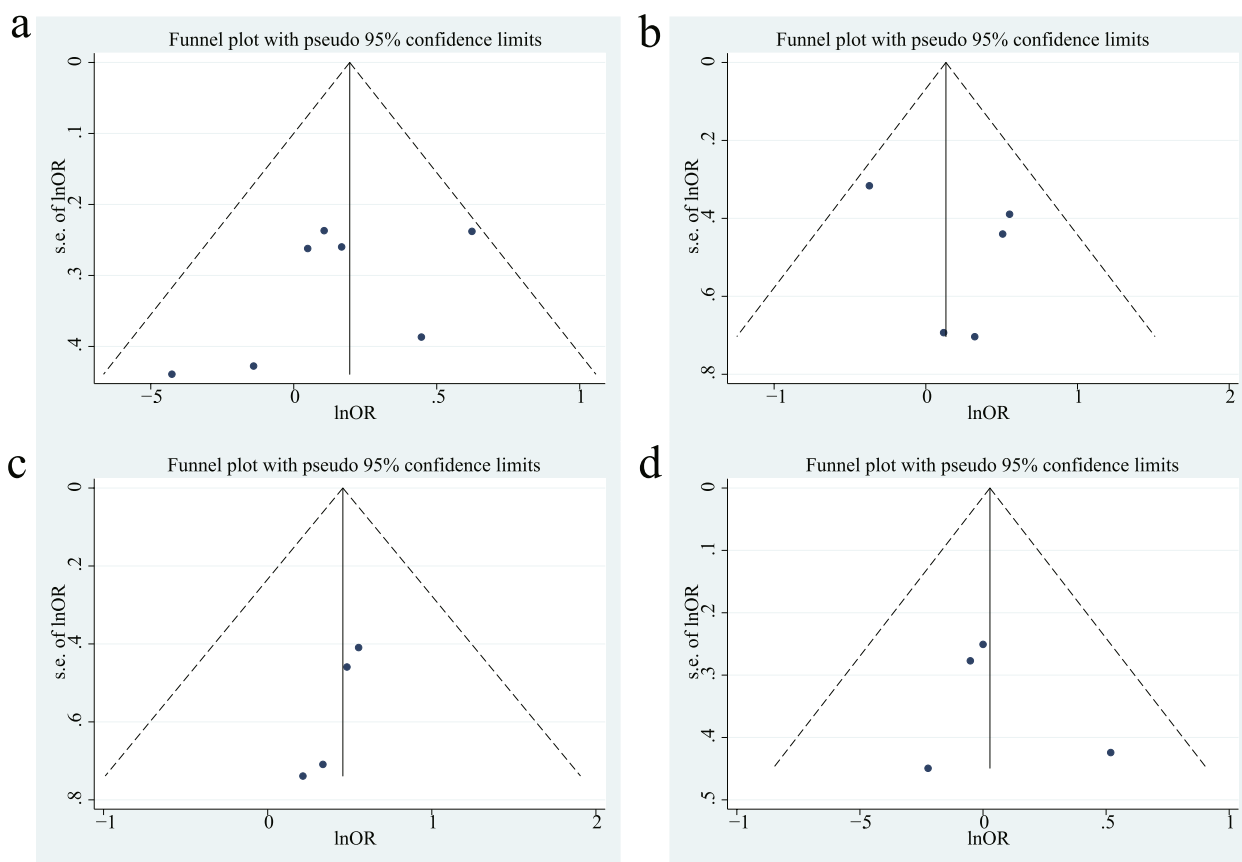 a
Funnel plot with pseudo 95% confidence limits
s.e. of lnOR
0
.1
.2
.3
.4
−5
0
.5
1
lnOR
b
Funnel plot with pseudo 95% confidence limits
s.e. of lnOR
0
.2
.4
.6
.8
−1
0
1
2
lnOR
c
Funnel plot with pseudo 95% confidence limits
s.e. of lnOR
0
.2
.4
.6
.8
−1
0
1
2
lnOR
d
Funnel plot with pseudo 95% confidence limits
s.e. of lnOR
0
.1
.2
.3
.4
.5
−1
−5
0
.5
1
lnOR